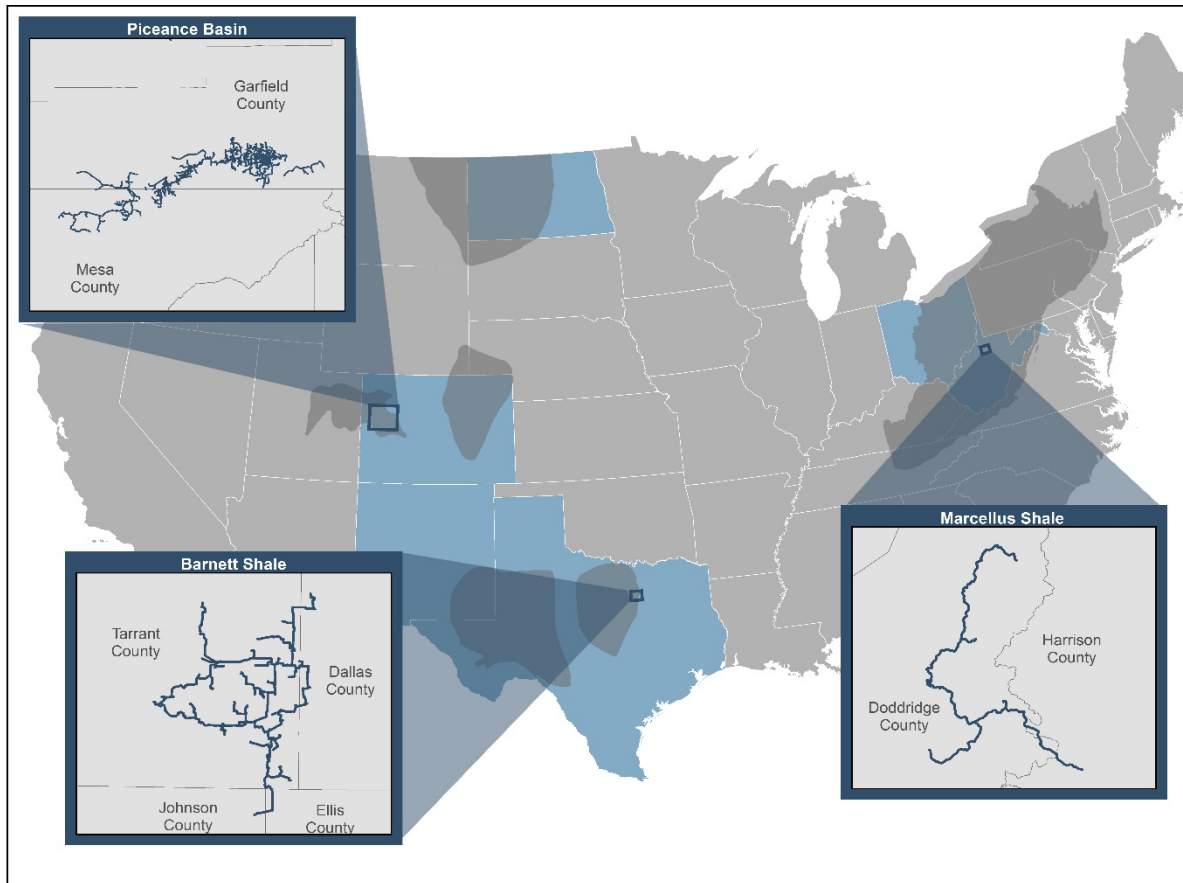 Piceance Basin
Garfield
County
Mesa
County
Barnett Shale
Tarrant
County
Dallas
County
Johnson
County
Ellis
County
Marcellus Shale
Harrison
County
Doddridge
County